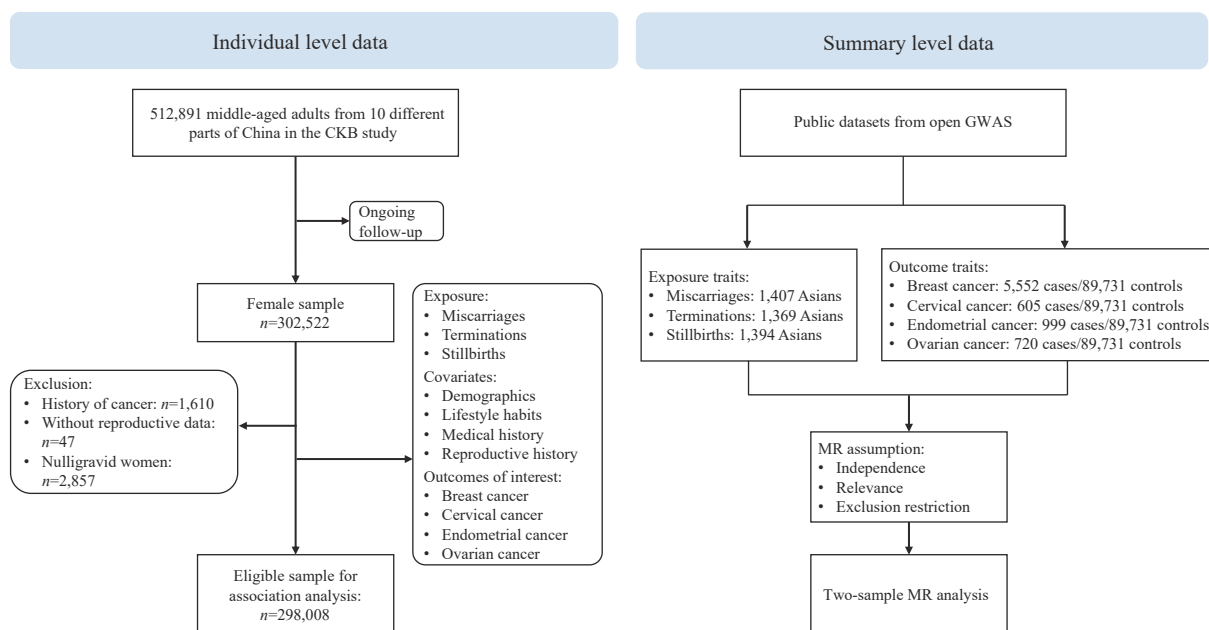 Individual level data
512,891 middle-aged adults from 10 different
parts of China in the CKB study
Ongoing
follow-up
Female sample
n=302,522
Exclusion:
• History of cancer: n=1,610
• Without reproductive data:
n=47
• Nulligravid women:
n=2,857
Exposure:
• Miscarriages
• Terminations
• Stillbirths
Covariates:
• Demographics
• Lifestyle habits
• Medical history
• Reproductive history
Outcomes of interest:
• Breast cancer
• Cervical cancer
• Endometrial cancer
• Ovarian cancer
Eligible sample for
association analysis:
n=298,008
Summary level data
Public datasets from open GWAS
Exposure traits:
• Miscarriages: 1,407 Asians
• Terminations: 1,369 Asians
• Stillbirths: 1,394 Asians
Outcome traits:
• Breast cancer: 5,552 cases/89,731 controls
• Cervical cancer: 605 cases/89,731 controls
• Endometrial cancer: 999 cases/89,731 controls
• Ovarian cancer: 720 cases/89,731 controls
MR assumption:
• Independence
• Relevance
• Exclusion restriction
Two-sample MR analysis